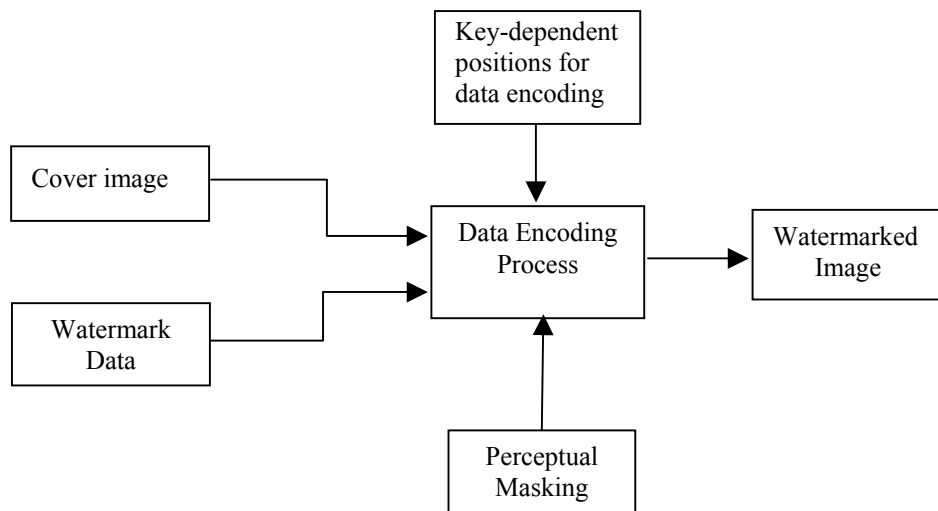 Key-dependent
positions for
data encoding
Cover image
Data Encoding
Process
Watermarked
Image
Watermark
Data
Perceptual
Masking